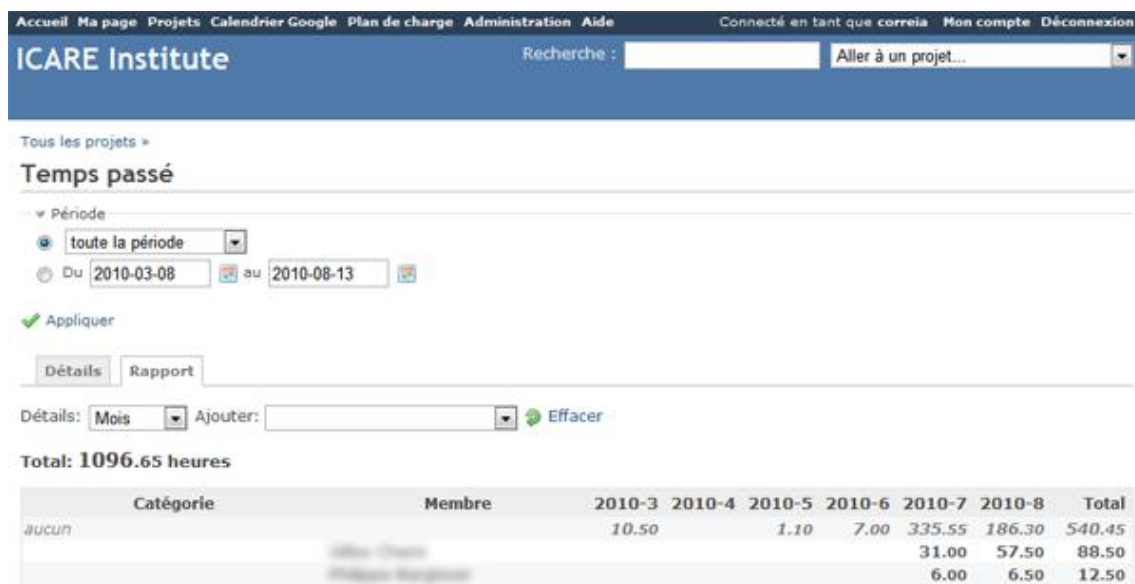 Accueil Ma page Projets Calendrier Google Plan de charge Administration Aide Connecté en tant que correia Mon compte Déconnexion
ICARE Institute Recherche : Aller à un projet...
Tous les projets »
Temps passé
Période
toute la période
Du 2010-03-08 au 2010-08-13
Appliquer
Détails Rapport
Détails: Mois Ajouter: Effacer
Total: 1096.65 heures
Catégorie Membre 2010-3 2010-4 2010-5 2010-6 2010-7 2010-8 Total
aucun 10.50 1.10 7.00 335.55 186.30 540.45
31.00 57.50 88.50
6.00 6.50 12.50